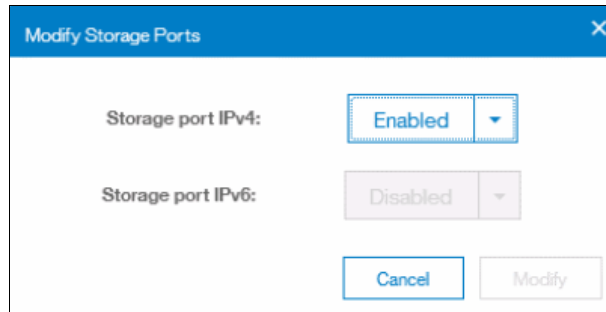 Modify Storage Ports
Storage port IPv4: Enabled
Storage port IPv6: Disabled
Cancel Modify